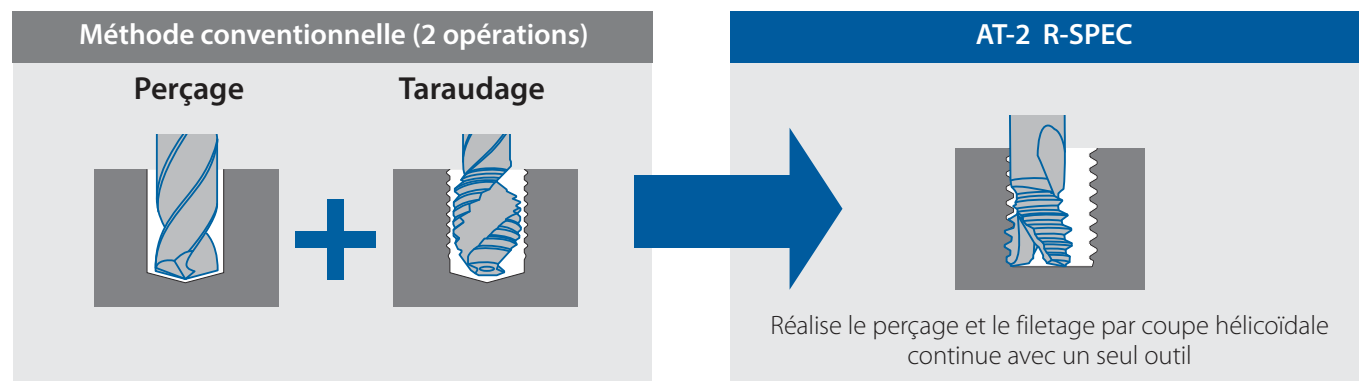 Méthode conventionnelle (2 opérations)
Perçage
Taraudage
AT-2 R-SPEC
Réalise le perçage et le filetage par coupe hélicoïdale
continue avec un seul outil